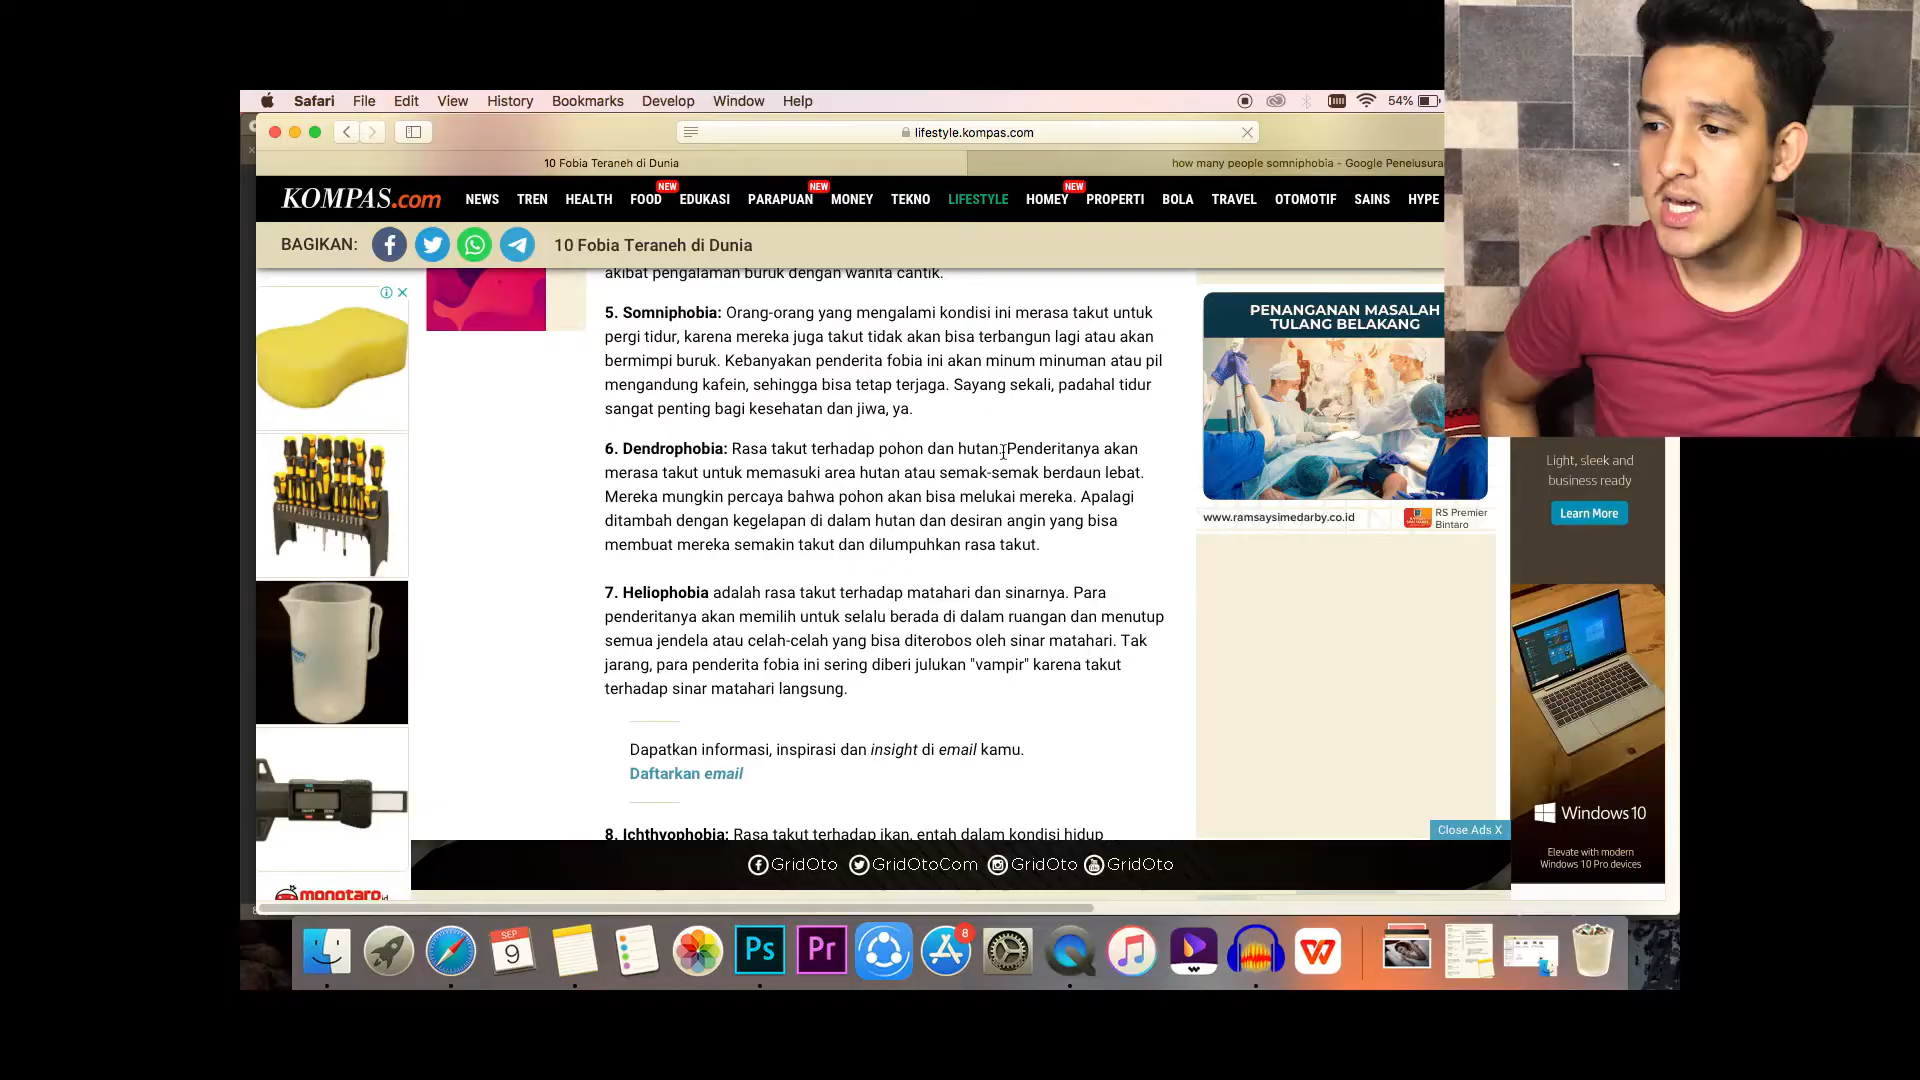 Safari File Edit View History Bookmarks Develop Window Help
54%
lifestyle.kompas.com
10 Fobia Teraneh di Dunia
how many people somniphobia - Google Penelusura
KOMPAS.com NEWS TREN HEALTH FOOD NEW EDUKASI PARAPUAN NEW MONEY TEKNO LIFESTYLE HOMEY NEW PROPERTI BOLA TRAVEL OTOMOTIF SAINS HYPE
BAGIKAN: 10 Fobia Teraneh di Dunia
akibat pengalaman buruk dengan wanita cantik.
5. Somniphobia: Orang-orang yang mengalami kondisi ini merasa takut untuk
pergi tidur, karena mereka juga takut tidak akan bisa terbangun lagi atau akan
bermimpi buruk. Kebanyakan penderita fobia ini akan minum minuman atau pil
mengandung kafein, sehingga bisa tetap terjaga. Sayang sekali, padahal tidur
sangat penting bagi kesehatan dan jiwa, ya.
6. Dendrophobia: Rasa takut terhadap pohon dan hutan. Penderitanya akan
merasa takut untuk memasuki area hutan atau semak-semak berdaun lebat.
Mereka mungkin percaya bahwa pohon akan bisa melukai mereka. Apalagi
ditambah dengan kegelapan di dalam hutan dan desiran angin yang bisa
membuat mereka semakin takut dan dilumpuhkan rasa takut.
7. Heliophobia adalah rasa takut terhadap matahari dan sinarnya. Para
penderitanya akan memilih untuk selalu berada di dalam ruangan dan menutup
semua jendela atau celah-celah yang bisa diterobos oleh sinar matahari. Tak
jarang, para penderita fobia ini sering diberi julukan "vampir" karena takut
terhadap sinar matahari langsung.
Dapatkan informasi, inspirasi dan insight di email kamu.
Daftarkan email
8. Ichthyophobia: Rasa takut terhadap ikan, entah dalam kondisi hidup
PENANGANAN MASALAH
TULANG BELAKANG
www.ramsaysimedarby.co.id
RS Premier
Bintaro
Light, sleek and
business ready
Learn More
Windows 10
Elevate with modern
Windows 10 Pro devices
Close Ads X
GridOto GridOtoCom GridOto GridOto
monotaro.id
SEP
9
Ps
Pr
8